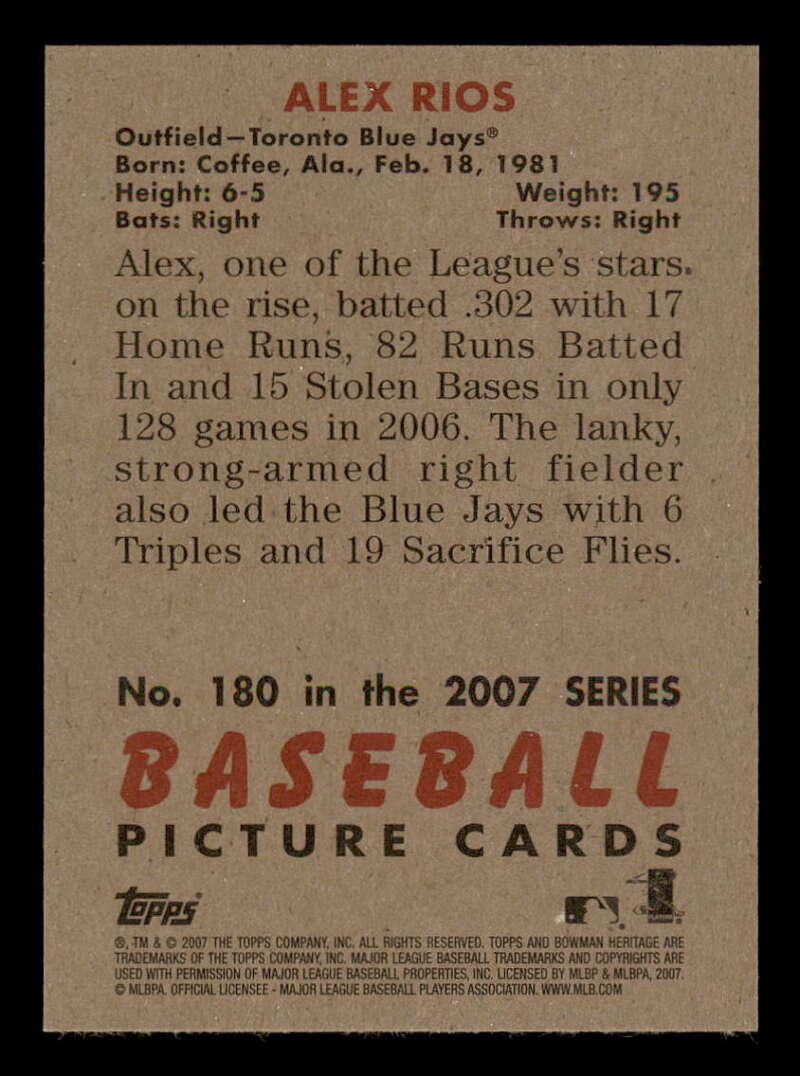 ALEX RIOS
Outfield—Toronto Blue Jays®
Born: Coffee, Ala., Feb. 18, 1981
Height: 6-5 Weight: 195
Bats: Right Throws: Right
Alex, one of the League's stars
on the rise, batted .302 with 17
Home Runs, 82 Runs Batted
In and 15 Stolen Bases in only
128 games in 2006. The lanky,
strong-armed right fielder
also led the Blue Jays with 6
Triples and 19 Sacrifice Flies.
No. 180 in the 2007 SERIES
BASEBALL
PICTURE CARDS
Topps
®, TM & © 2007 THE TOPPS COMPANY, INC. ALL RIGHTS RESERVED. TOPPS AND BOWMAN HERITAGE ARE
TRADEMARKS OF THE TOPPS COMPANY, INC. MAJOR LEAGUE BASEBALL TRADEMARKS AND COPYRIGHTS ARE
USED WITH PERMISSION OF MAJOR LEAGUE BASEBALL PROPERTIES, INC. LICENSED BY MLBP & MLBPA, 2007.
© MLBPA. OFFICIAL LICENSEE - MAJOR LEAGUE BASEBALL PLAYERS ASSOCIATION. WWW.MLB.COM